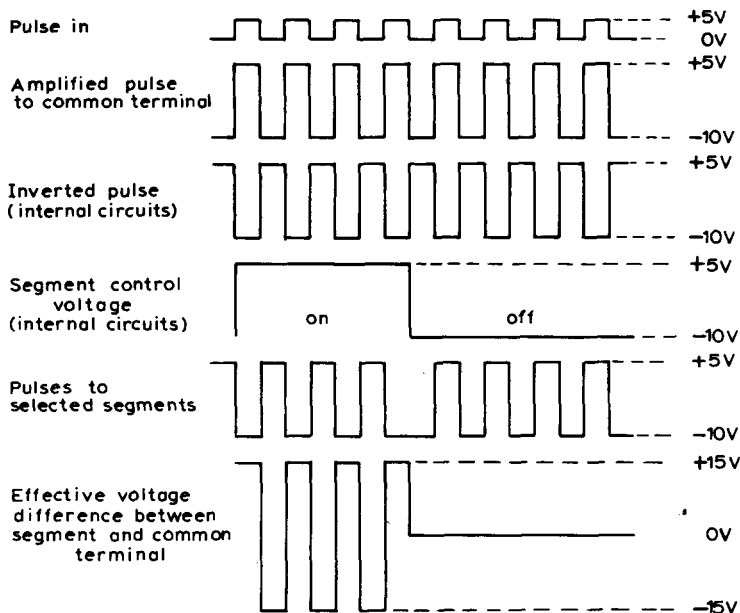 Pulse in
+5V
0V
Amplified pulse
to common terminal
+5V
-10V
Inverted pulse
(internal circuits)
+5V
-10V
Segment control
voltage
(internal circuits)
on
off
+5V
-10V
Pulses to
selected segments
+5V
-10V
Effective voltage
difference between
segment and common
terminal
+15V
0V
-15V